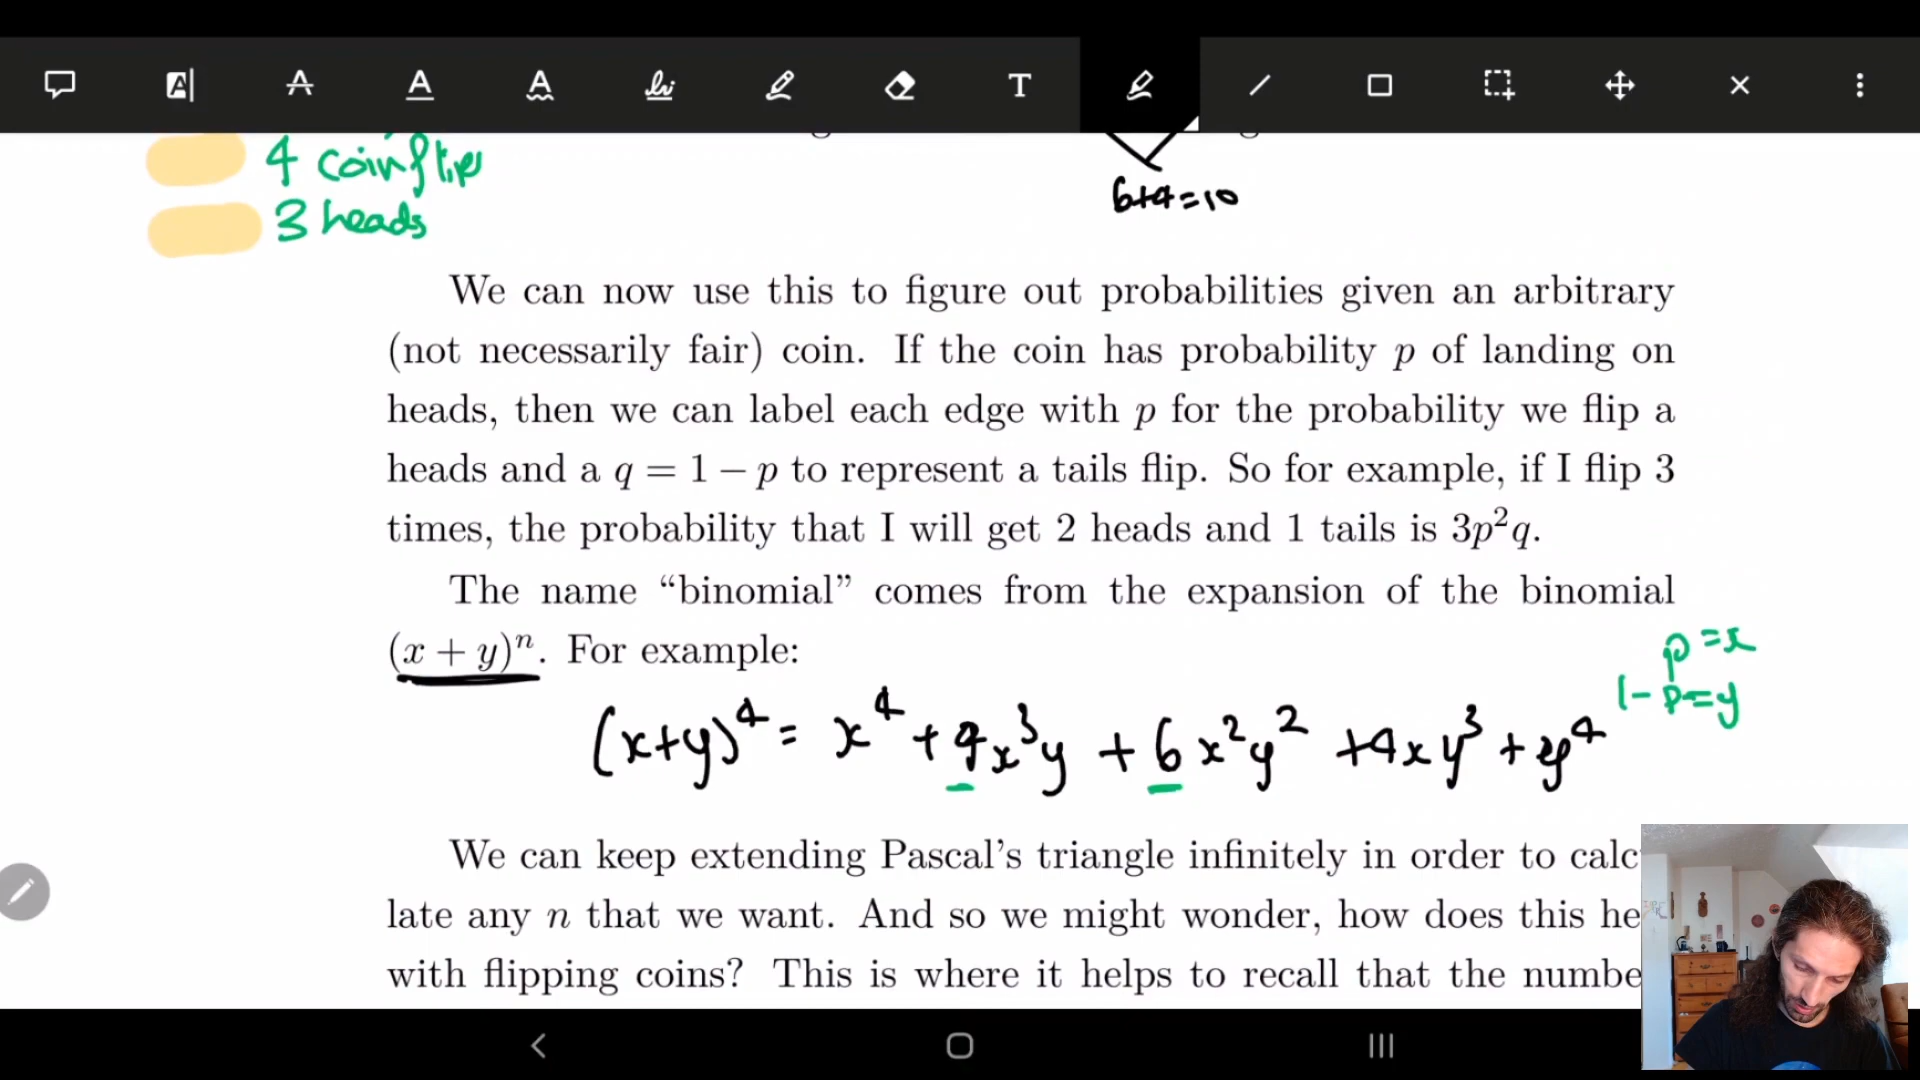 4 coin flips
3 heads
6+4=10
We can now use this to figure out probabilities given an arbitrary
(not necessarily fair) coin. If the coin has probability p of landing on
heads, then we can label each edge with p for the probability we flip a
heads and a q = 1 − p to represent a tails flip. So for example, if I flip 3
times, the probability that I will get 2 heads and 1 tails is 3p²q.
The name “binomial” comes from the expansion of the binomial
(x + y)ⁿ. For example:
p=x
1-p=y
(x+y)⁴ = x⁴ + 4x³y + 6x²y² + 4xy³ + y⁴
We can keep extending Pascal’s triangle infinitely in order to calc
late any n that we want. And so we might wonder, how does this he
with flipping coins? This is where it helps to recall that the numbe